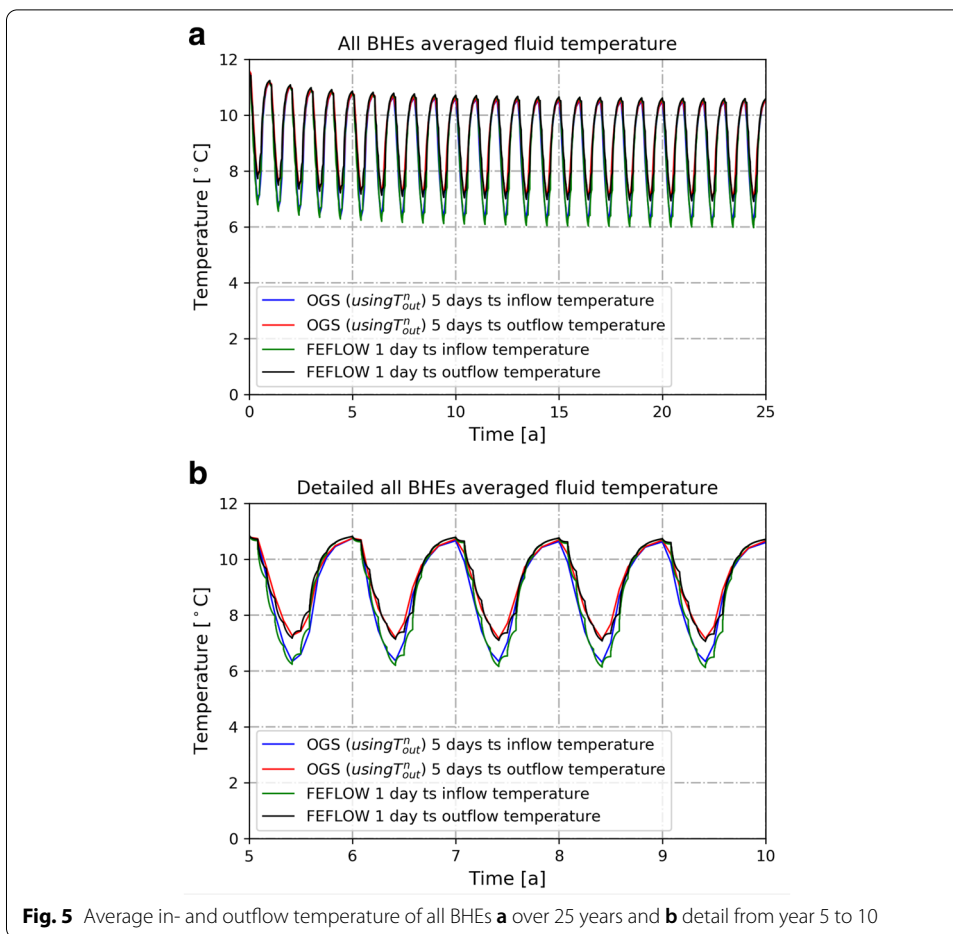 a
All BHEs averaged fluid temperature
12
10
8
6
4
2
0
Temperature [°C]
OGS (usingT^n_out) 5 days ts inflow temperature
OGS (usingT^n_out) 5 days ts outflow temperature
FEFLOW 1 day ts inflow temperature
FEFLOW 1 day ts outflow temperature
0 5 10 15 20 25
Time [a]
b
Detailed all BHEs averaged fluid temperature
12
10
8
6
4
2
0
Temperature [°C]
OGS (usingT^n_out) 5 days ts inflow temperature
OGS (usingT^n_out) 5 days ts outflow temperature
FEFLOW 1 day ts inflow temperature
FEFLOW 1 day ts outflow temperature
5 6 7 8 9 10
Time [a]
Fig. 5 Average in- and outflow temperature of all BHEs a over 25 years and b detail from year 5 to 10